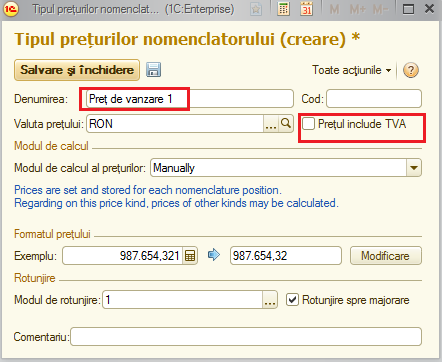 Tipul prețurilor nomenclat... (1C:Enterprise)
M M+ M-
Tipul prețurilor nomenclatorului (creare) *
Salvare și închidere
Toate acțiunile
?
Denumirea: Preț de vanzare 1 Cod:
Valuta prețului: RON ... Prețul include TVA
Modul de calcul
Modul de calcul al prețurilor: Manually
Prices are set and stored for each nomenclature position.
Regarding on this price kind, prices of other kinds may be calculated.
Formatul prețului
Exemplu: 987.654,321 987.654,32 Modificare
Rotunjire
Modul de rotunjire: 1 ... Rotunjire spre majorare
Comentariu: